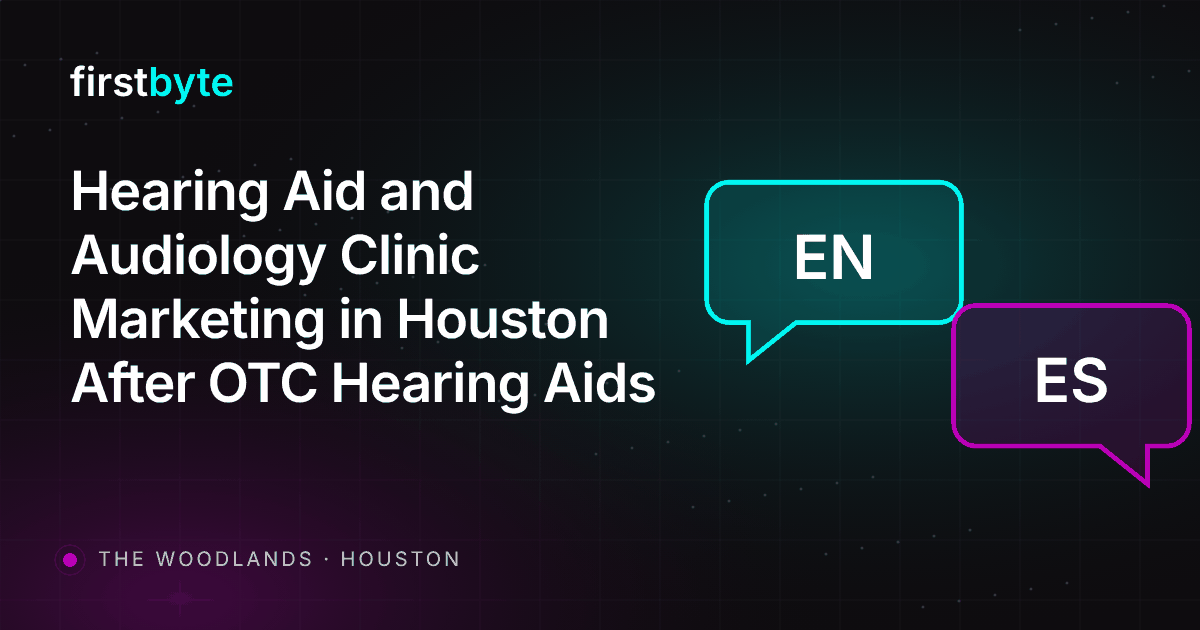 firstbyte
Hearing Aid and
Audiology Clinic
Marketing in Houston
After OTC Hearing Aids
EN
ES
THE WOODLANDS · HOUSTON